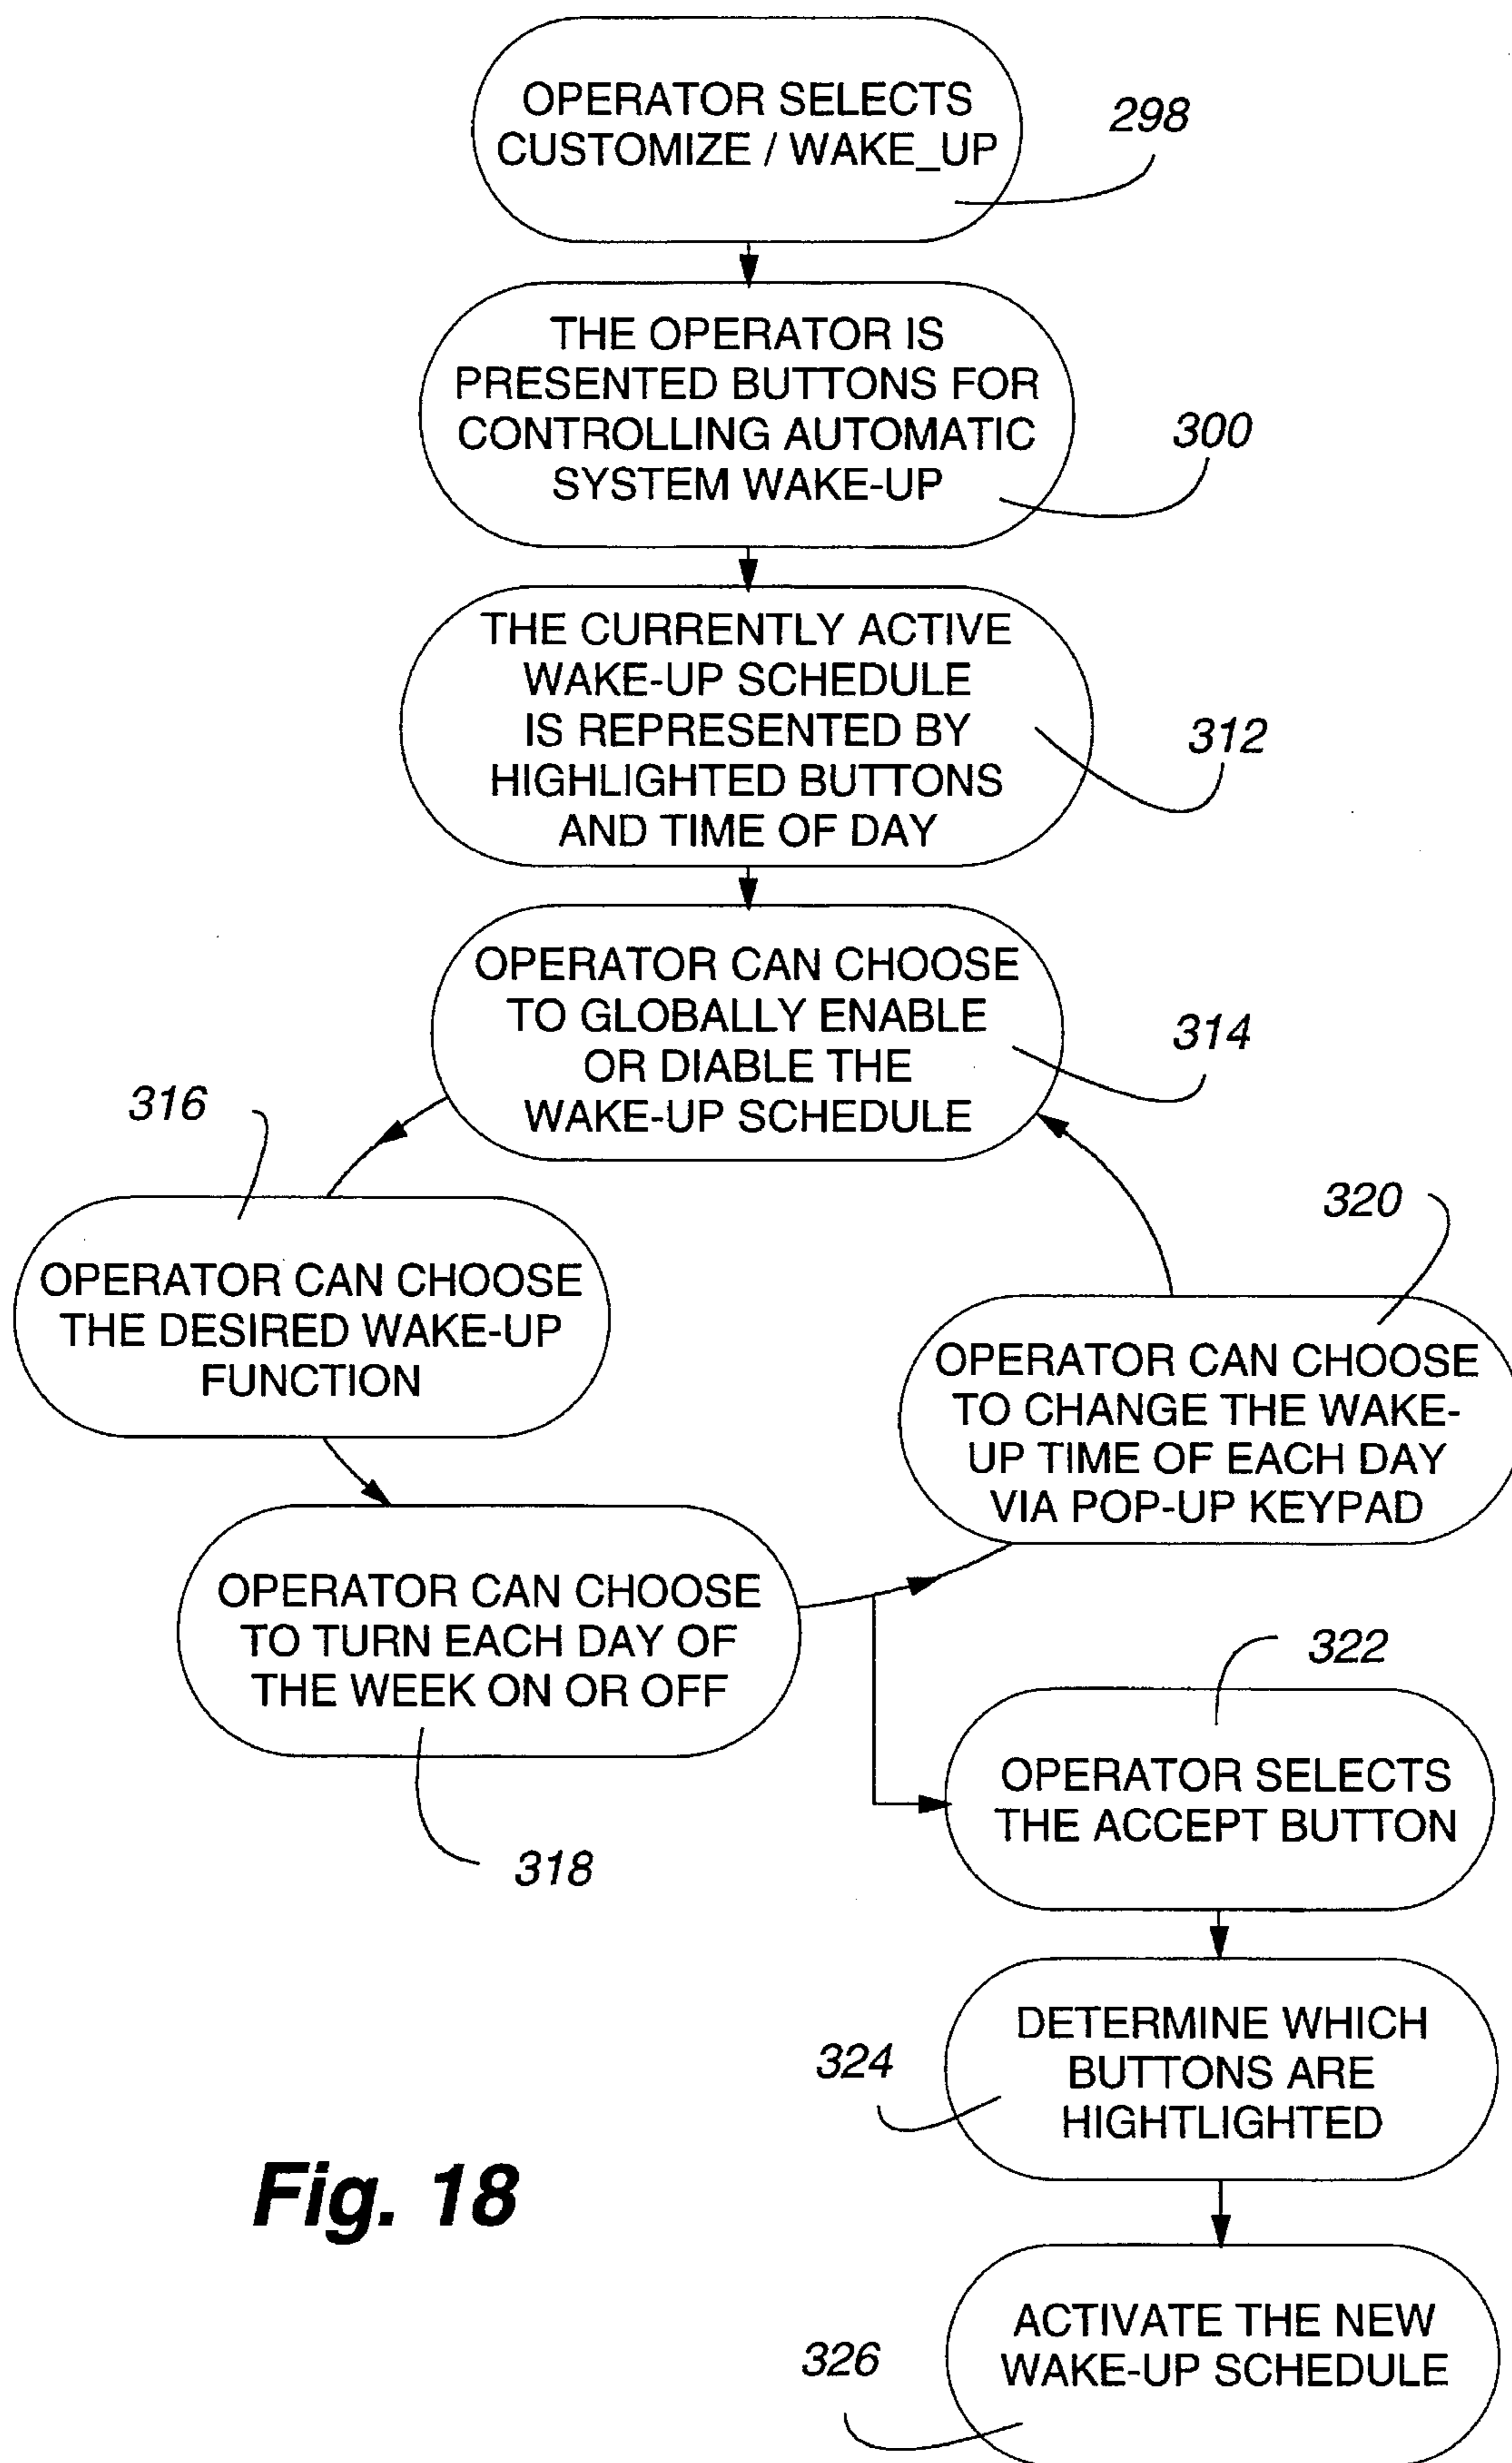 OPERATOR SELECTS
CUSTOMIZE / WAKE_UP
298
THE OPERATOR IS
PRESENTED BUTTONS FOR
CONTROLLING AUTOMATIC
SYSTEM WAKE-UP
300
THE CURRENTLY ACTIVE
WAKE-UP SCHEDULE
IS REPRESENTED BY
HIGHLIGHTED BUTTONS
AND TIME OF DAY
312
OPERATOR CAN CHOOSE
TO GLOBALLY ENABLE
OR DIABLE THE
WAKE-UP SCHEDULE
314
316
OPERATOR CAN CHOOSE
THE DESIRED WAKE-UP
FUNCTION
320
OPERATOR CAN CHOOSE
TO CHANGE THE WAKE-
UP TIME OF EACH DAY
VIA POP-UP KEYPAD
OPERATOR CAN CHOOSE
TO TURN EACH DAY OF
THE WEEK ON OR OFF
318
322
OPERATOR SELECTS
THE ACCEPT BUTTON
324
DETERMINE WHICH
BUTTONS ARE
HIGHTLIGHTED
Fig. 18
326
ACTIVATE THE NEW
WAKE-UP SCHEDULE